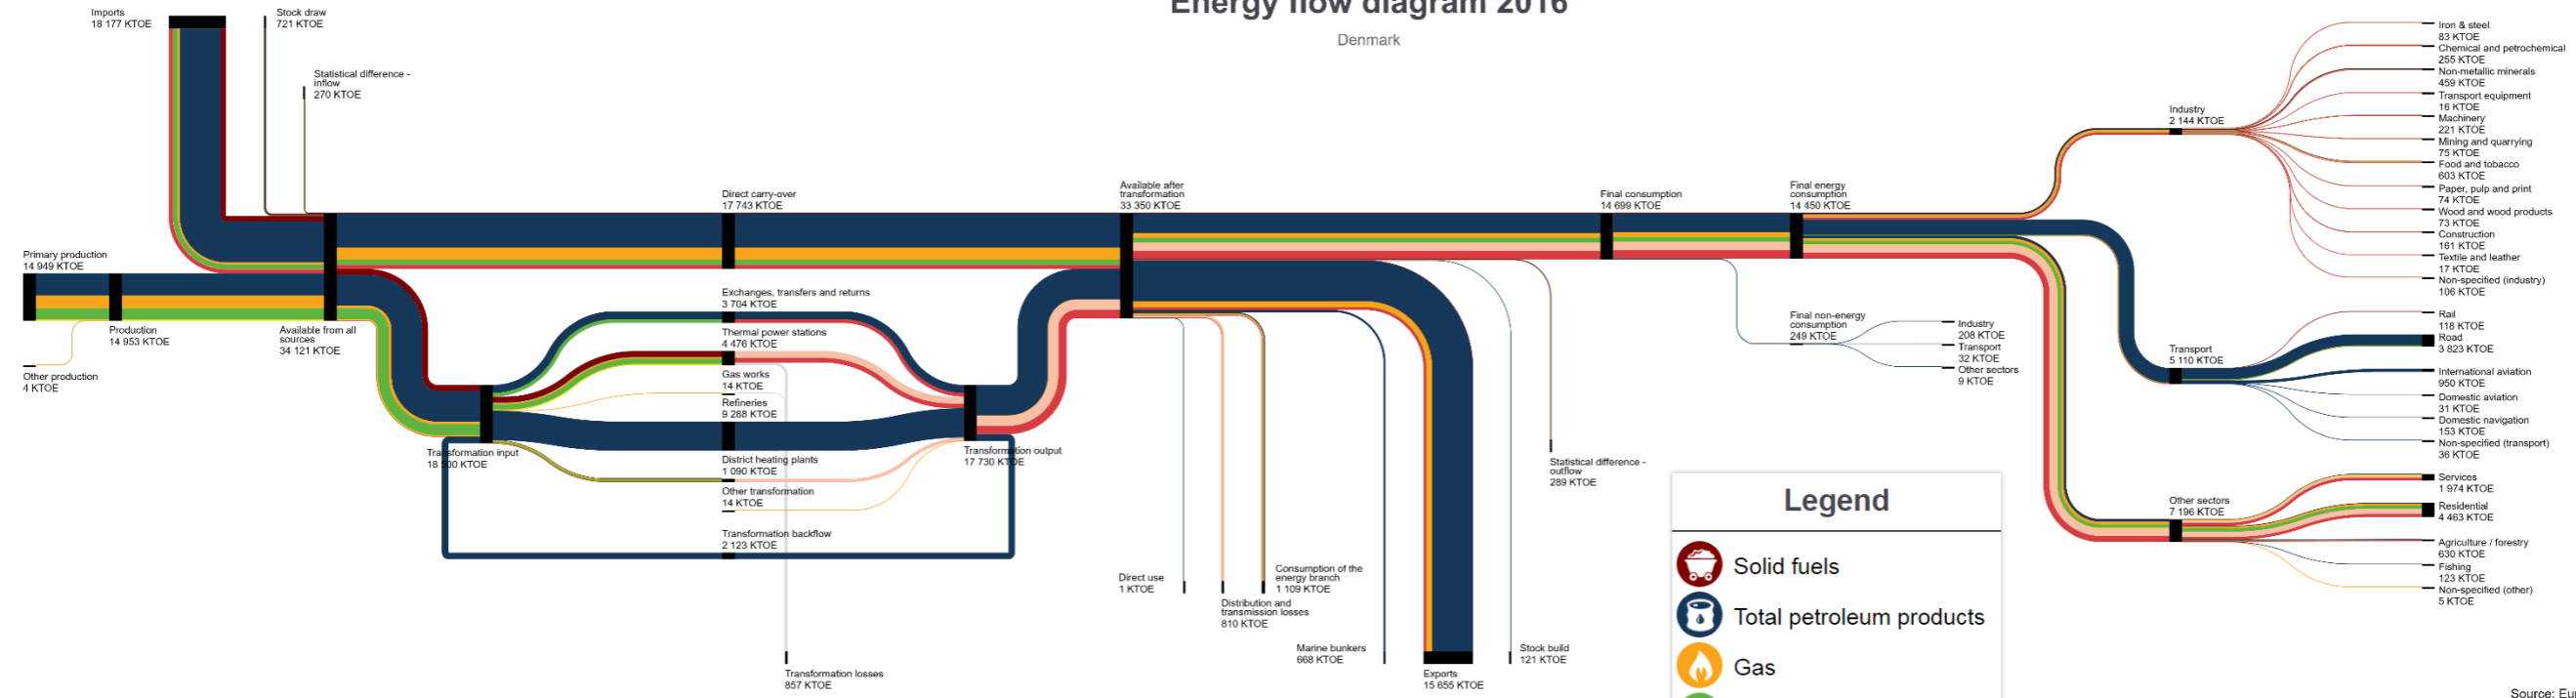 Energy flow diagram 2016
Denmark
Imports
18 177 KTOE
Stock draw
721 KTOE
Statistical difference -
inflow
270 KTOE
Primary production
14 949 KTOE
Production
14 953 KTOE
Other production
4 KTOE
Available from all
sources
34 121 KTOE
Direct carry-over
17 743 KTOE
Exchanges, transfers and returns
3 704 KTOE
Thermal power stations
4 476 KTOE
Gas works
14 KTOE
Refineries
9 288 KTOE
District heating plants
1 090 KTOE
Other transformation
14 KTOE
Transformation backflow
2 123 KTOE
Transformation input
18 500 KTOE
Transformation output
17 730 KTOE
Transformation losses
857 KTOE
Available after
transformation
33 350 KTOE
Direct use
1 KTOE
Distribution and
transmission losses
810 KTOE
Consumption of the
energy branch
1 109 KTOE
Marine bunkers
668 KTOE
Exports
15 655 KTOE
Stock build
121 KTOE
Statistical difference -
outflow
289 KTOE
Final consumption
14 699 KTOE
Final energy
consumption
14 450 KTOE
Final non-energy
consumption
249 KTOE
Industry
208 KTOE
Transport
32 KTOE
Other sectors
9 KTOE
Industry
2 144 KTOE
Iron & steel
83 KTOE
Chemical and petrochemical
255 KTOE
Non-metallic minerals
459 KTOE
Transport equipment
16 KTOE
Machinery
221 KTOE
Mining and quarrying
75 KTOE
Food and tobacco
603 KTOE
Paper, pulp and print
74 KTOE
Wood and wood products
73 KTOE
Construction
161 KTOE
Textile and leather
17 KTOE
Non-specified (industry)
106 KTOE
Transport
5 110 KTOE
Rail
118 KTOE
Road
3 823 KTOE
International aviation
950 KTOE
Domestic aviation
31 KTOE
Domestic navigation
153 KTOE
Non-specified (transport)
36 KTOE
Other sectors
7 196 KTOE
Services
1 974 KTOE
Residential
4 463 KTOE
Agriculture / forestry
630 KTOE
Fishing
123 KTOE
Non-specified (other)
5 KTOE
Legend
Solid fuels
Total petroleum products
Gas
Source: Eu